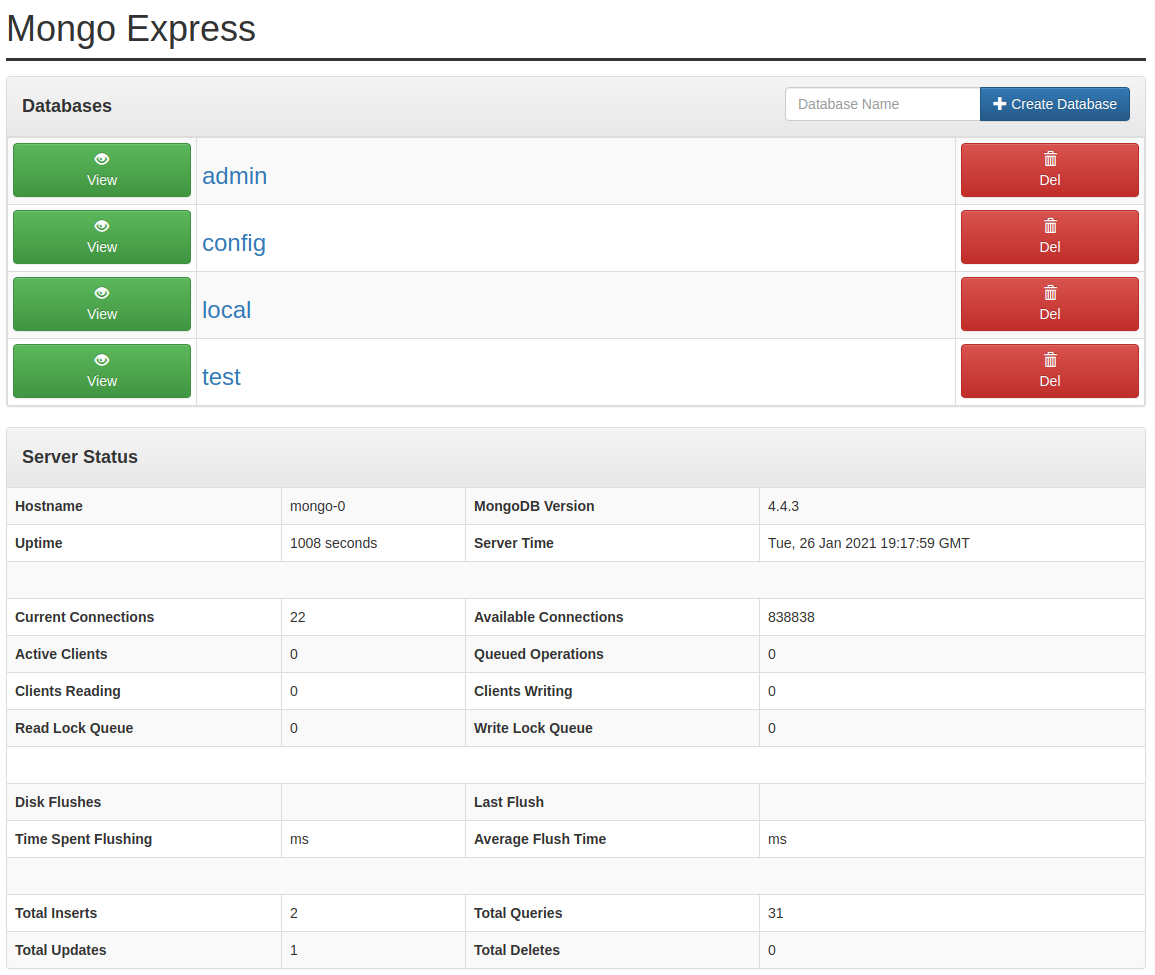 Mongo Express
Databases Database Name Create Database
View admin Del
View config Del
View local Del
View test Del
Server Status
Hostname mongo-0 MongoDB Version 4.4.3
Uptime 1008 seconds Server Time Tue, 26 Jan 2021 19:17:59 GMT
Current Connections 22 Available Connections 838838
Active Clients 0 Queued Operations 0
Clients Reading 0 Clients Writing 0
Read Lock Queue 0 Write Lock Queue 0
Disk Flushes Last Flush
Time Spent Flushing ms Average Flush Time ms
Total Inserts 2 Total Queries 31
Total Updates 1 Total Deletes 0